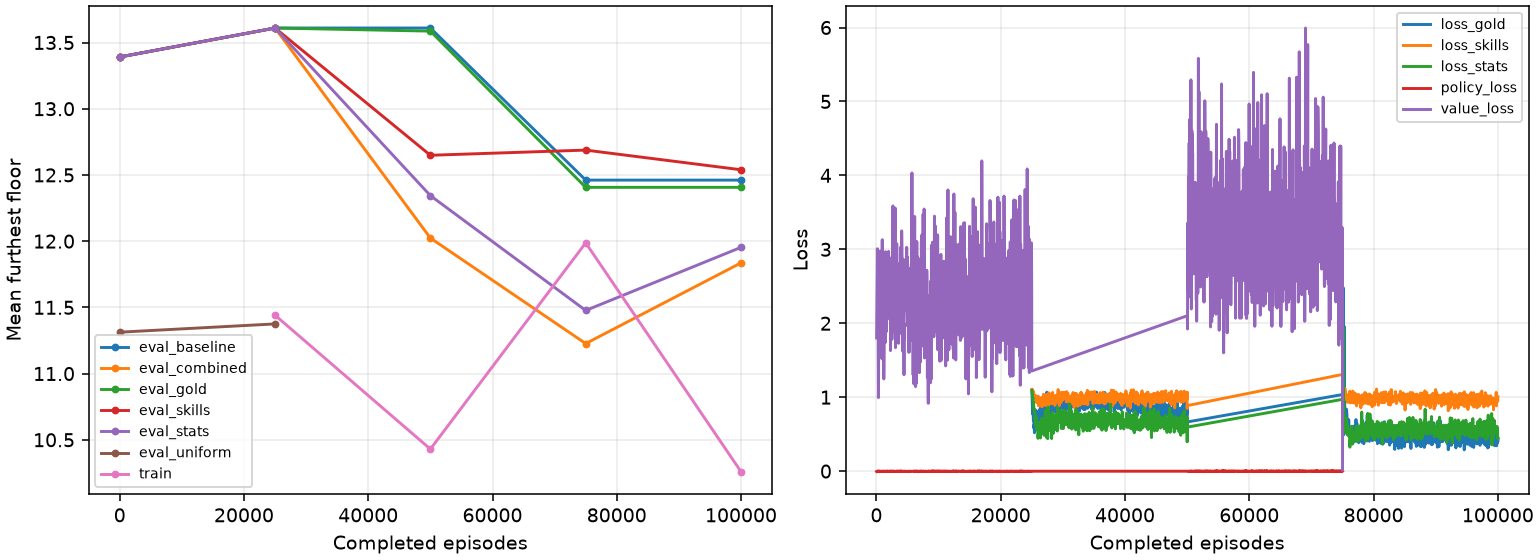 Mean furthest floor
13.5
13.0
12.5
12.0
11.5
11.0
10.5
eval_baseline
eval_combined
eval_gold
eval_skills
eval_stats
eval_uniform
train
0
20000
40000
60000
80000
100000
Completed episodes
Loss
6
5
4
3
2
1
0
loss_gold
loss_skills
loss_stats
policy_loss
value_loss
0
20000
40000
60000
80000
100000
Completed episodes